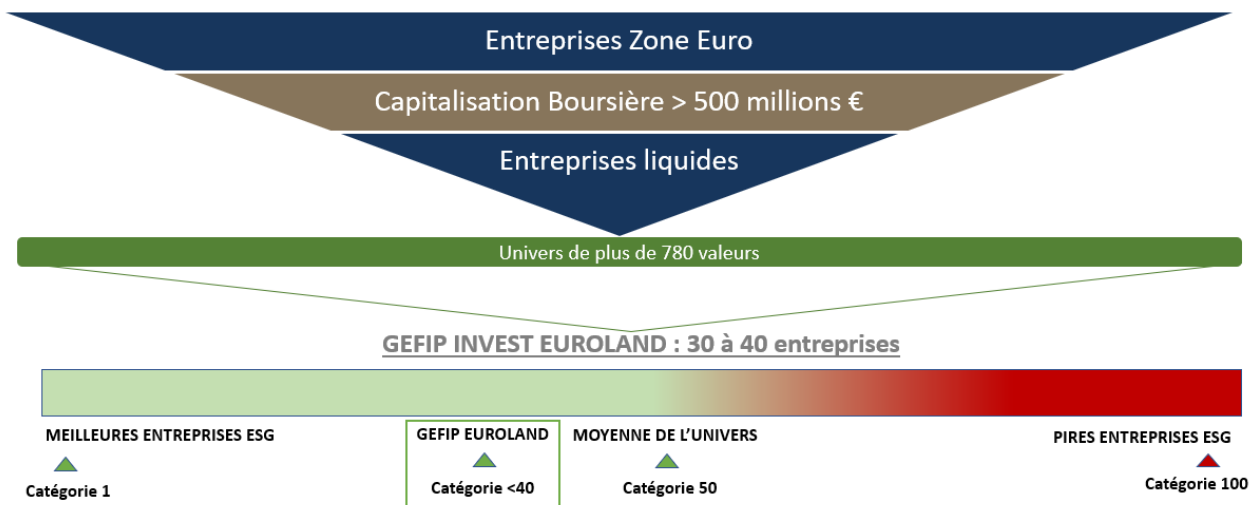 Entreprises Zone Euro
Capitalisation Boursière > 500 millions €
Entreprises liquides
Univers de plus de 780 valeurs
GEFIP INVEST EUROLAND : 30 à 40 entreprises
MEILLEURES ENTREPRISES ESG
Catégorie 1
GEFIP EUROLAND
Catégorie <40
MOYENNE DE L'UNIVERS
Catégorie 50
PIRES ENTREPRISES ESG
Catégorie 100